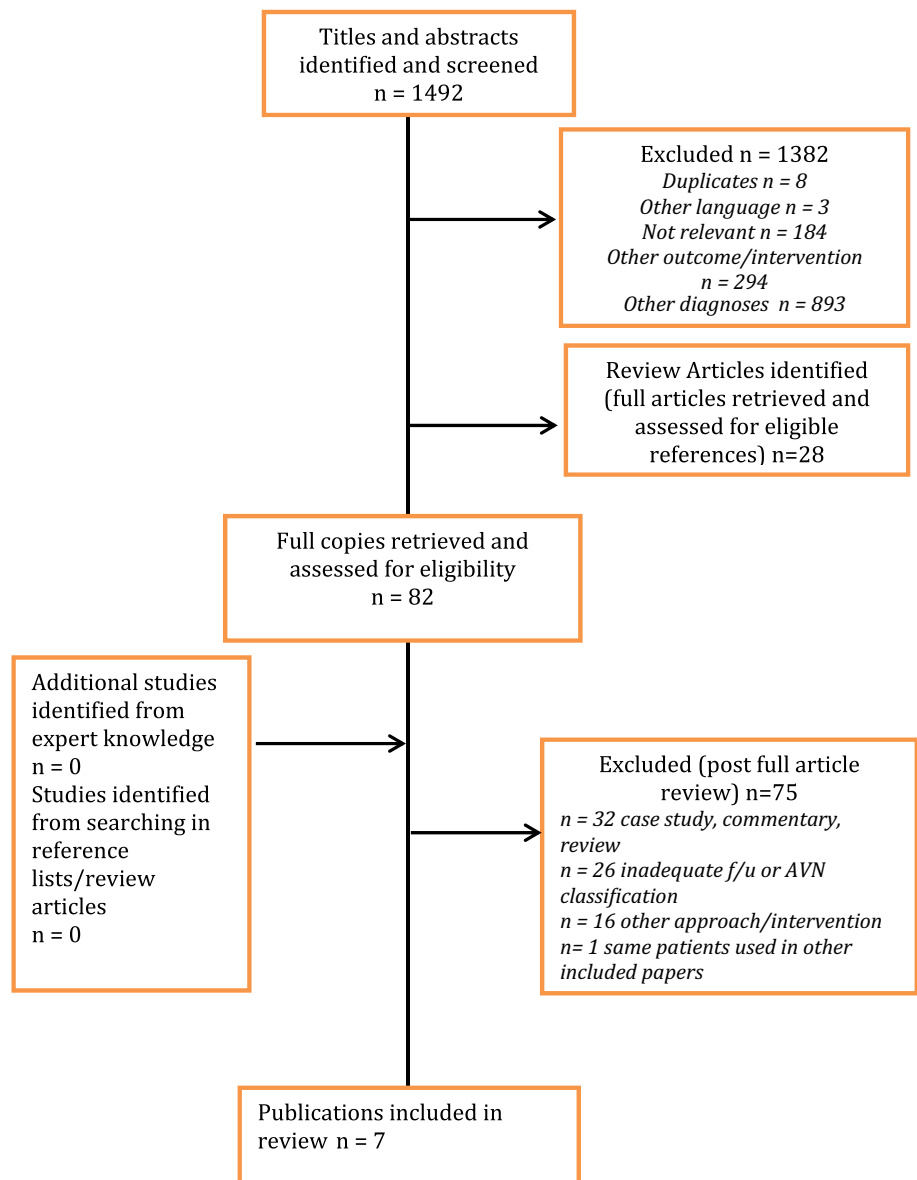 Titles and abstracts
identified and screened
n = 1492
Excluded n = 1382
Duplicates n = 8
Other language n = 3
Not relevant n = 184
Other outcome/intervention
n = 294
Other diagnoses n = 893
Review Articles identified
(full articles retrieved and
assessed for eligible
references) n=28
Full copies retrieved and
assessed for eligibility
n = 82
Additional studies
identified from
expert knowledge
n = 0
Studies identified
from searching in
reference
lists/review
articles
n = 0
Excluded (post full article
review) n=75
n = 32 case study, commentary,
review
n = 26 inadequate f/u or AVN
classification
n = 16 other approach/intervention
n= 1 same patients used in other
included papers
Publications included in
review n = 7